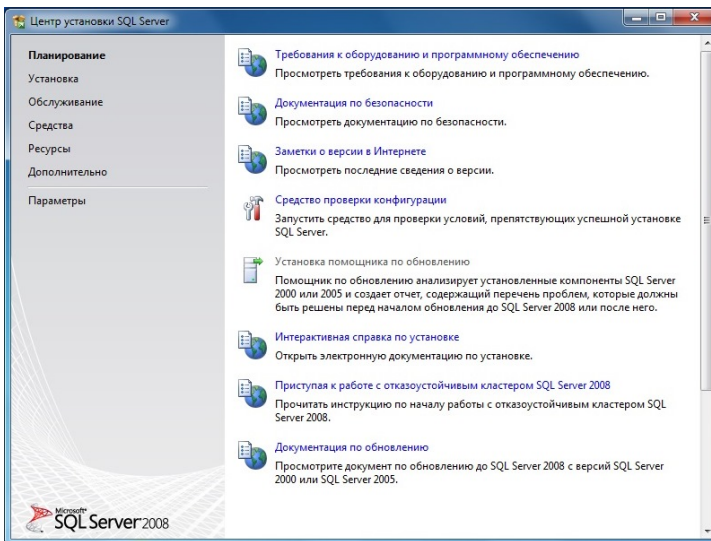 Центр установки SQL Server
Планирование
Установка
Обслуживание
Средства
Ресурсы
Дополнительно
Параметры
Требования к оборудованию и программному обеспечению
Просмотреть требования к оборудованию и программному обеспечению.
Документация по безопасности
Просмотреть документацию по безопасности.
Заметки о версии в Интернете
Просмотреть последние сведения о версии.
Средство проверки конфигурации
Запустить средство для проверки условий, препятствующих успешной установке
SQL Server.
Установка помощника по обновлению
Помощник по обновлению анализирует установленные компоненты SQL Server
2000 или 2005 и создает отчет, содержащий перечень проблем, которые должны
быть решены перед началом обновления до SQL Server 2008 или после него.
Интерактивная справка по установке
Открыть электронную документацию по установке.
Приступая к работе с отказоустойчивым кластером SQL Server 2008
Прочитать инструкцию по началу работы с отказоустойчивым кластером SQL
Server 2008.
Документация по обновлению
Просмотрите документ по обновлению до SQL Server 2008 с версий SQL Server
2000 или SQL Server 2005.
Microsoft
SQL Server 2008